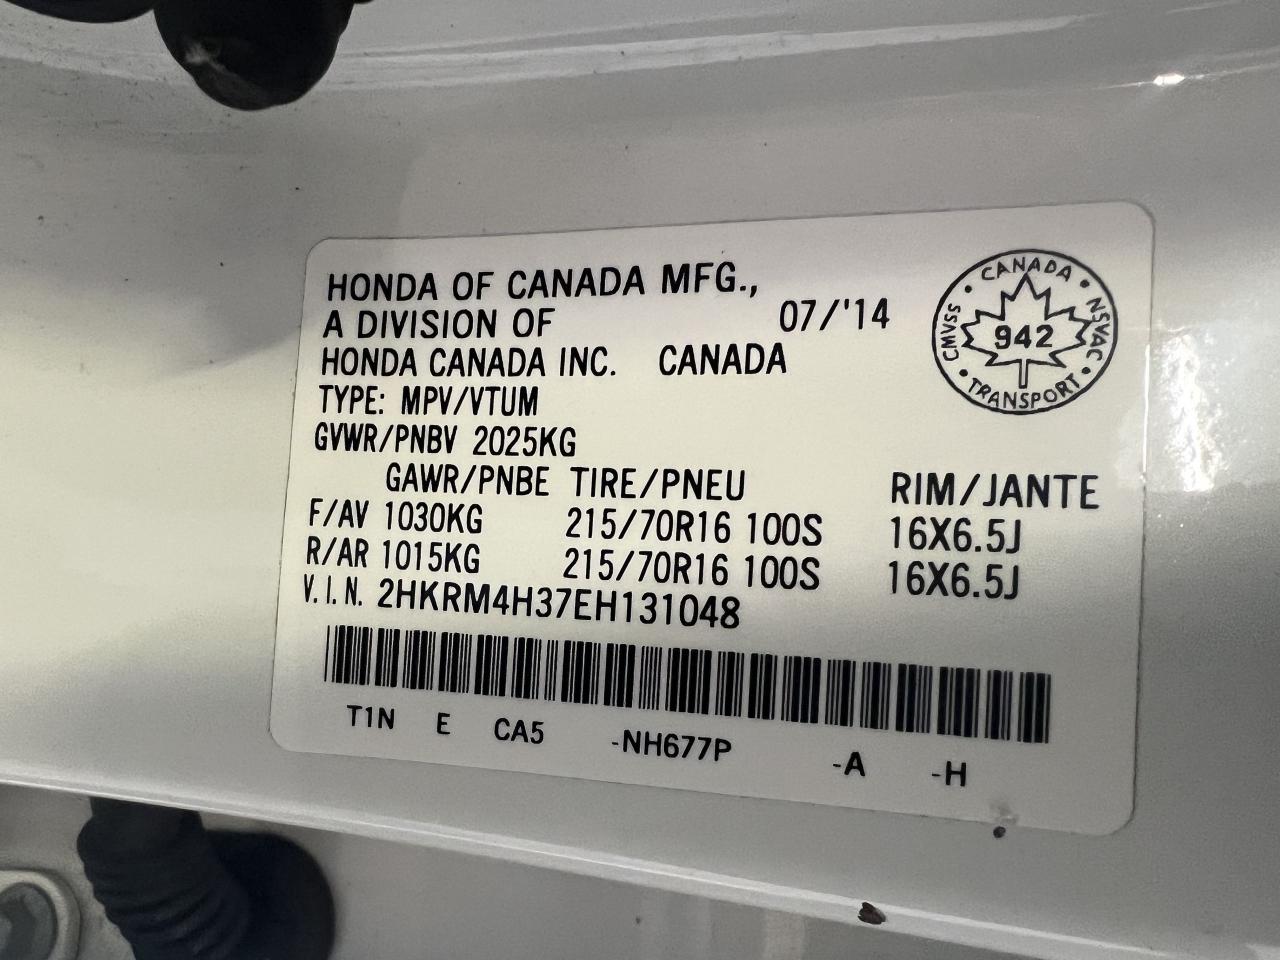 HONDA OF CANADA MFG.,
A DIVISION OF 07/'14
HONDA CANADA INC. CANADA
TYPE: MPV/VTUM
GVWR/PNBV 2025KG
GAWR/PNBE TIRE/PNEU RIM/JANTE
F/AV 1030KG 215/70R16 100S 16X6.5J
R/AR 1015KG 215/70R16 100S 16X6.5J
V.I.N. 2HKRM4H37EH131048
T1N E CA5 -NH677P -A -H
CANADA
CMVSS 942 NSVAC
TRANSPORT